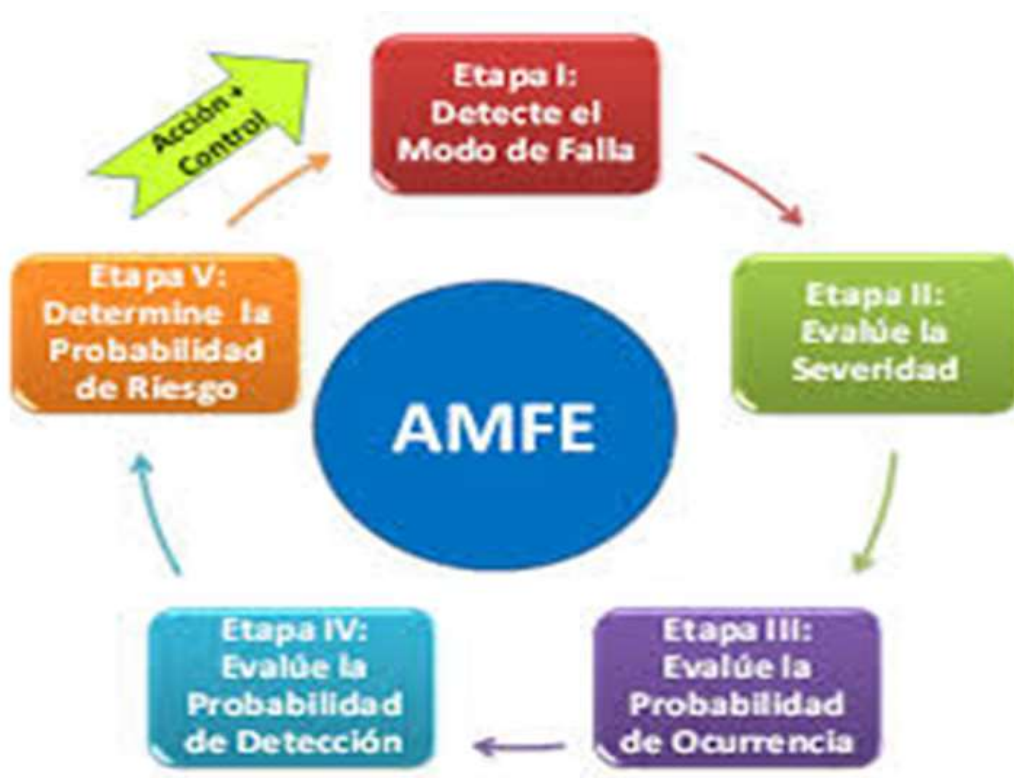 Acción +
Control
Etapa I:
Detecte el
Modo de Falla
Etapa II:
Evalúe la
Severidad
Etapa III:
Evalúe la
Probabilidad
de Ocurrencia
Etapa IV:
Evalúe la
Probabilidad
de Detección
Etapa V:
Determine la
Probabilidad
de Riesgo
AMFE